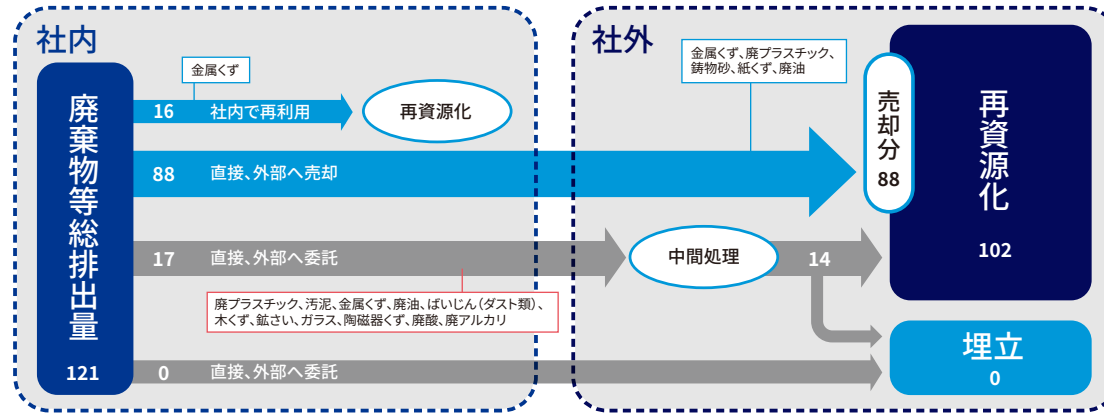 社内
社外
廃棄物等総排出量
121
金属くず
16 社内で再利用
再資源化
88 直接、外部へ売却
金属くず、廃プラスチック、
鋳物砂、紙くず、廃油
売却分
88
再資源化
102
17 直接、外部へ委託
中間処理
14
廃プラスチック、汚泥、金属くず、廃油、ばいじん（ダスト類）、
木くず、鉱さい、ガラス、陶磁器くず、廃酸、廃アルカリ
0 直接、外部へ委託
埋立
0